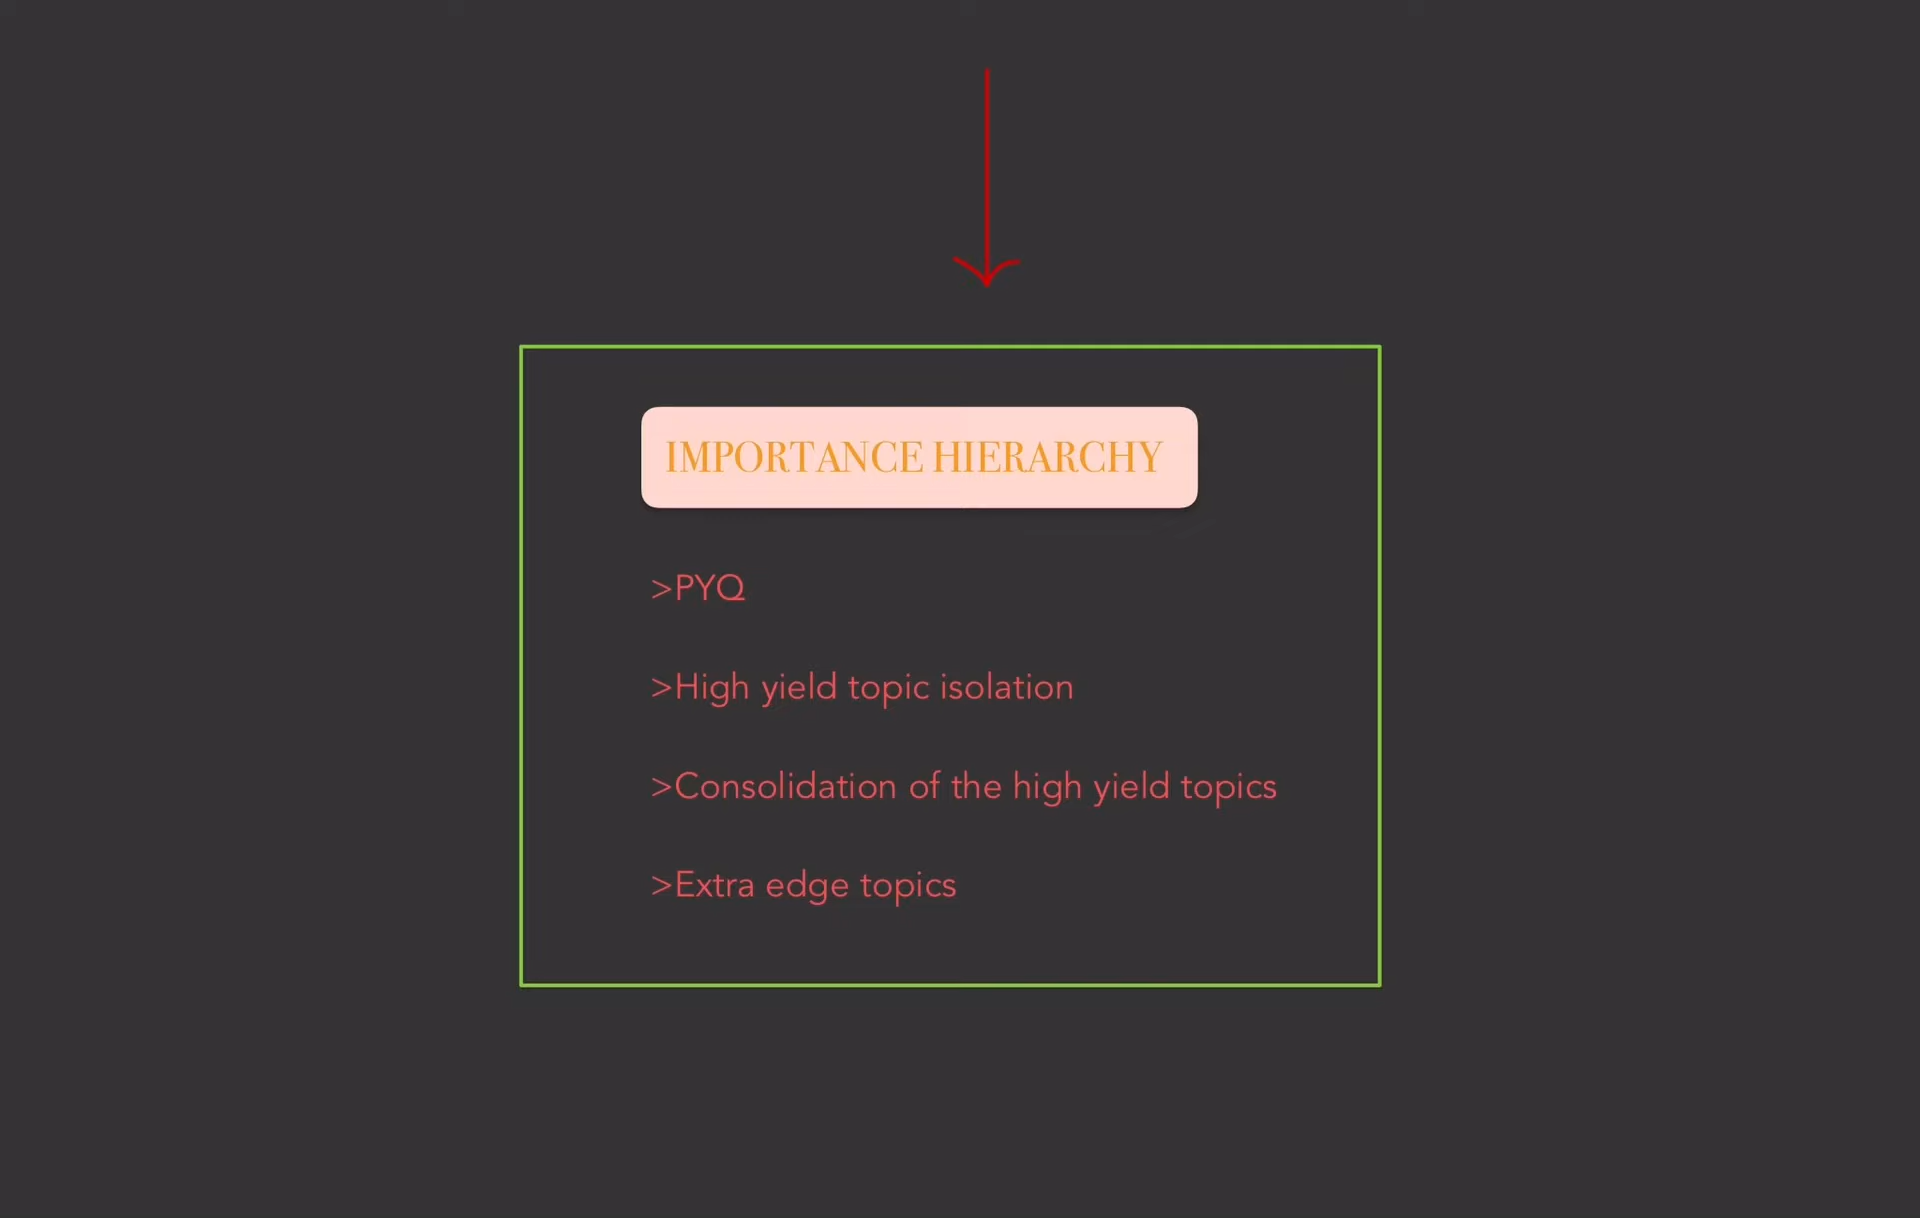 IMPORTANCE HIERARCHY
>PYQ
>High yield topic isolation
>Consolidation of the high yield topics
>Extra edge topics